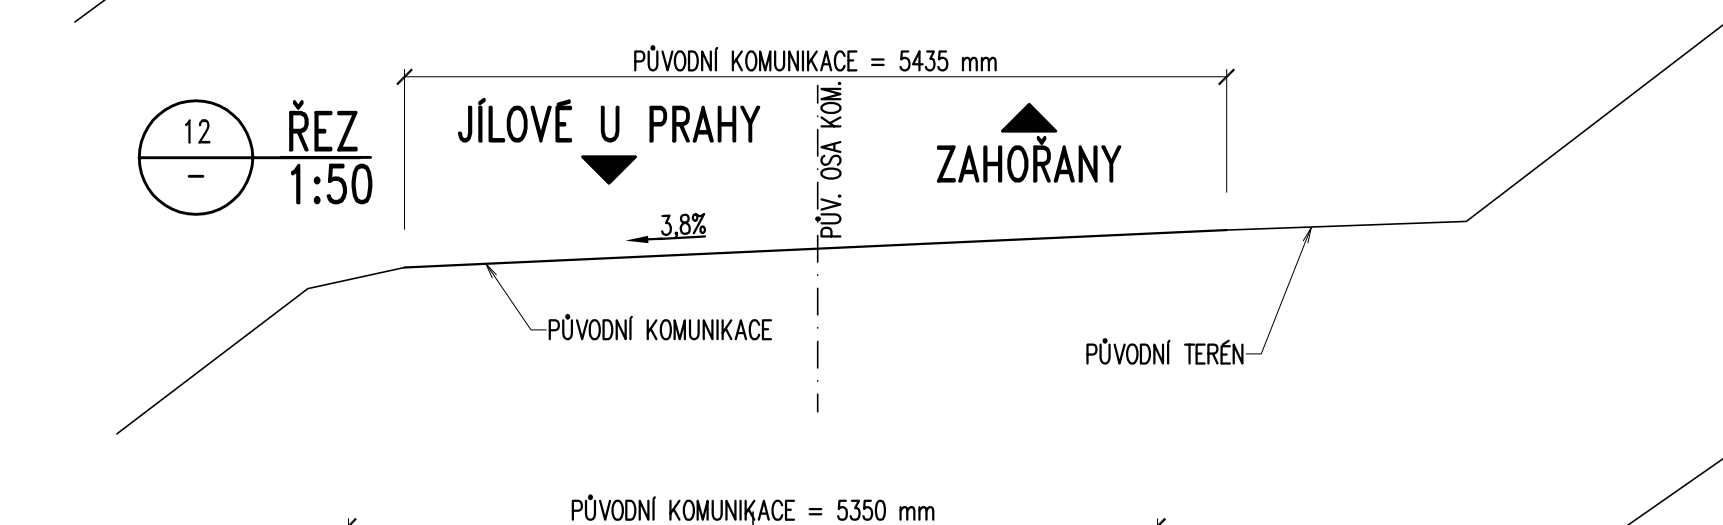 PŮVODNÍ KOMUNIKACE = 5435 mm
12
-
ŘEZ
1:50
JÍLOVÉ U PRAHY
PŮV. OSA KOM.
ZAHOŘANY
3,8%
PŮVODNÍ KOMUNIKACE
PŮVODNÍ TERÉN
PŮVODNÍ KOMUNIKACE = 5350 mm